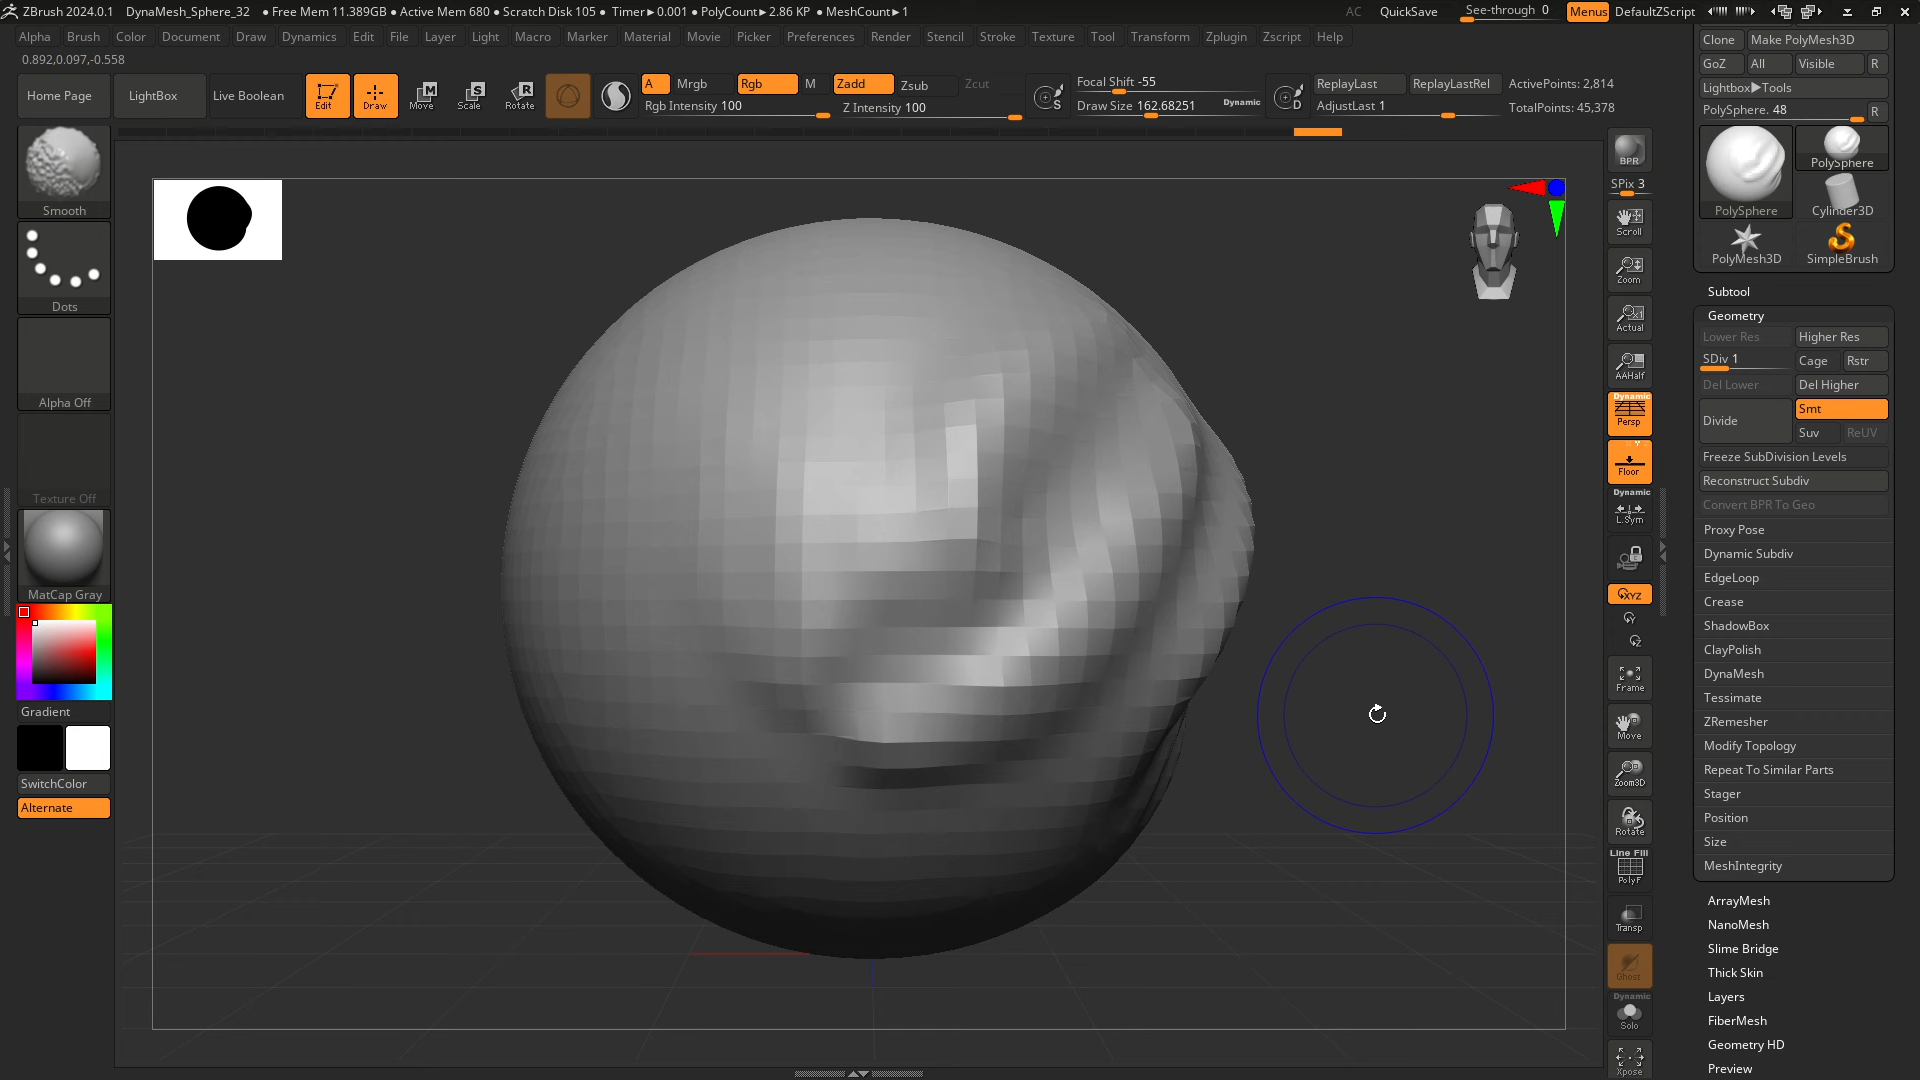 ZBrush 2024.0.1 DynaMesh_Sphere_32 ● Free Mem 11.389GB ● Active Mem 680 ● Scratch Disk 105 ● Timer►0.001 ● PolyCount►2.86 KP ● MeshCount►1 AC QuickSave See-through 0 Menus DefaultZScript
Alpha Brush Color Document Draw Dynamics Edit File Layer Light Macro Marker Material Movie Picker Preferences Render Stencil Stroke Texture Tool Transform Zplugin Zscript Help
0.892,0.097,-0.558
Home Page LightBox Live Boolean Edit Draw Move Scale Rotate
A Mrgb Rgb M Zadd Zsub Zcut
Rgb Intensity 100 Z Intensity 100
S Focal Shift -55
Draw Size 162.68251 Dynamic
D ReplayLast ReplayLastRel ActivePoints: 2,814
AdjustLast 1 TotalPoints: 45,378
Smooth
Dots
Alpha Off
Texture Off
MatCap Gray
Gradient
SwitchColor
Alternate
BPR
SPix 3
Scroll
Zoom
Actual
AAHalf
Dynamic
Persp
Floor
Dynamic
L.Sym
XYZ
Y
Z
Frame
Move
Zoom3D
Rotate
Line Fill
PolyF
Transp
Ghost
Dynamic
Solo
Xpose
Clone Make PolyMesh3D
GoZ All Visible R
Lightbox►Tools
PolySphere. 48 R
PolySphere PolySphere
Cylinder3D
PolyMesh3D SimpleBrush
Subtool
Geometry
Lower Res Higher Res
SDiv 1 Cage Rstr
Del Lower Del Higher
Divide Smt
Suv ReUV
Freeze SubDivision Levels
Reconstruct Subdiv
Convert BPR To Geo
Proxy Pose
Dynamic Subdiv
EdgeLoop
Crease
ShadowBox
ClayPolish
DynaMesh
Tessimate
ZRemesher
Modify Topology
Repeat To Similar Parts
Stager
Position
Size
MeshIntegrity
ArrayMesh
NanoMesh
Slime Bridge
Thick Skin
Layers
FiberMesh
Geometry HD
Preview